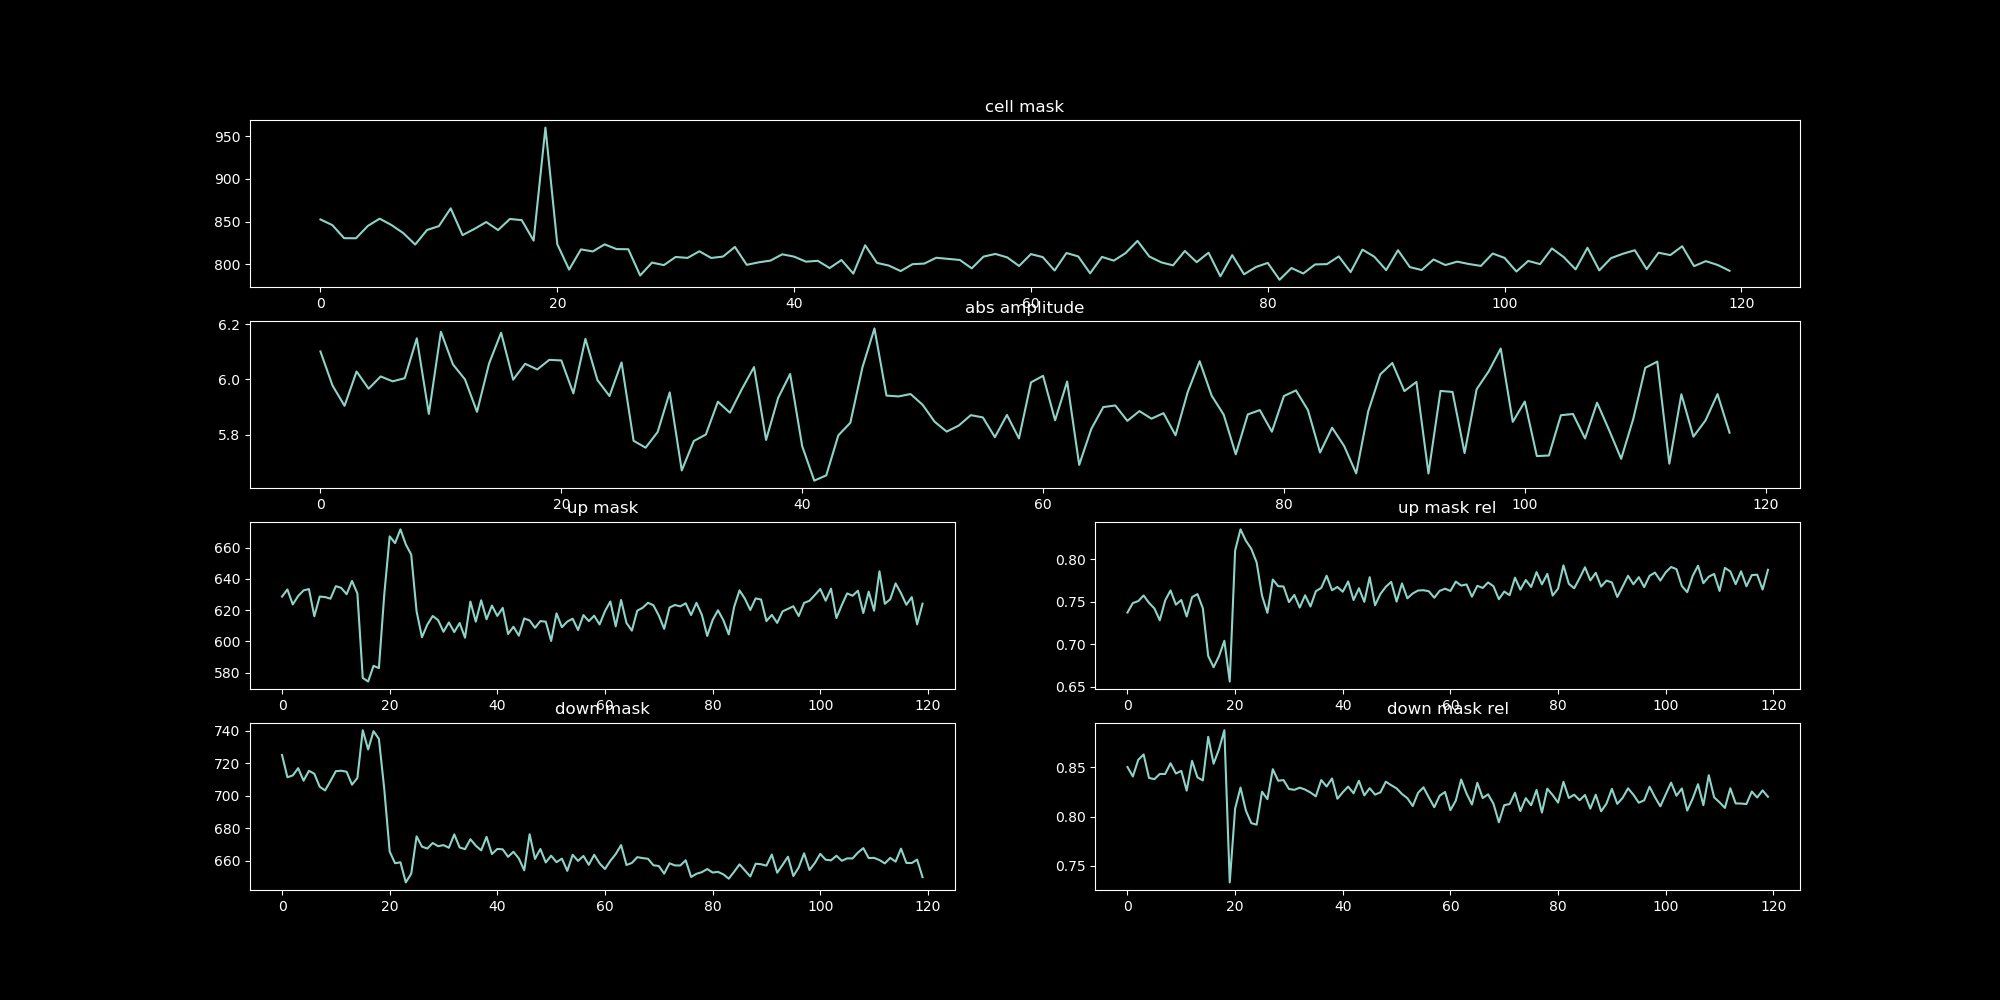 cell mask
950
900
850
800
0 20 40 60 80 100 120
abs amplitude
6.2
6.0
5.8
0 20 40 60 80 100 120
up mask
660
640
620
600
580
0 20 40 60 80 100 120
up mask rel
0.80
0.75
0.70
0.65
0 20 40 60 80 100 120
down mask
740
720
700
680
660
0 20 40 60 80 100 120
down mask rel
0.85
0.80
0.75
0 20 40 60 80 100 120